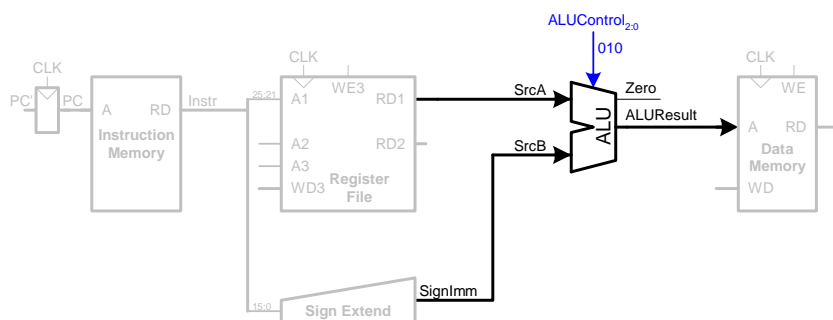 ALUControl2:0
010
CLK
CLK
CLK
PC'
PC
A
RD
Instr
Instruction
Memory
25:21
A1
WE3
RD1
A2
RD2
A3
WD3
Register
File
SrcA
SrcB
ALU
Zero
ALUResult
WE
A
RD
Data
Memory
WD
SignImm
15:0
Sign Extend